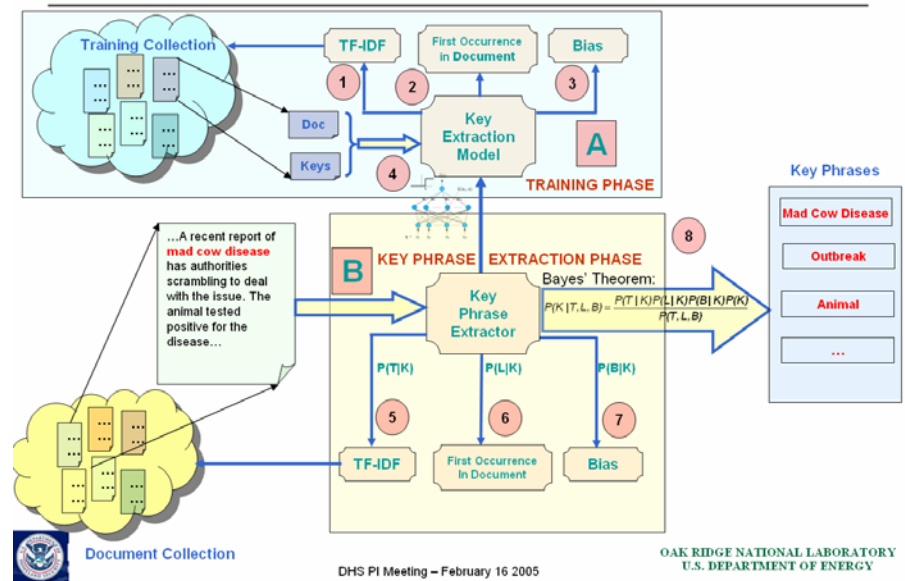 Training Collection
TF-IDF
First Occurrence
in Document
Bias
1
2
3
Doc
Keys
Key
Extraction
Model
A
4
TRAINING PHASE
Key Phrases
Mad Cow Disease
Outbreak
Animal
...
...A recent report of
mad cow disease
has authorities
scrambling to deal
with the issue. The
animal tested
positive for the
disease...
B
KEY PHRASE
EXTRACTION PHASE
8
Key
Phrase
Extractor
Bayes' Theorem:
P(K|T,L,B) = P(T|K)P(L|K)P(B|K)P(K)
P(T,L,B)
P(T|K)
P(L|K)
P(B|K)
5
6
7
TF-IDF
First Occurrence
In Document
Bias
Document Collection
DHS PI Meeting – February 16 2005
OAK RIDGE NATIONAL LABORATORY
U.S. DEPARTMENT OF ENERGY